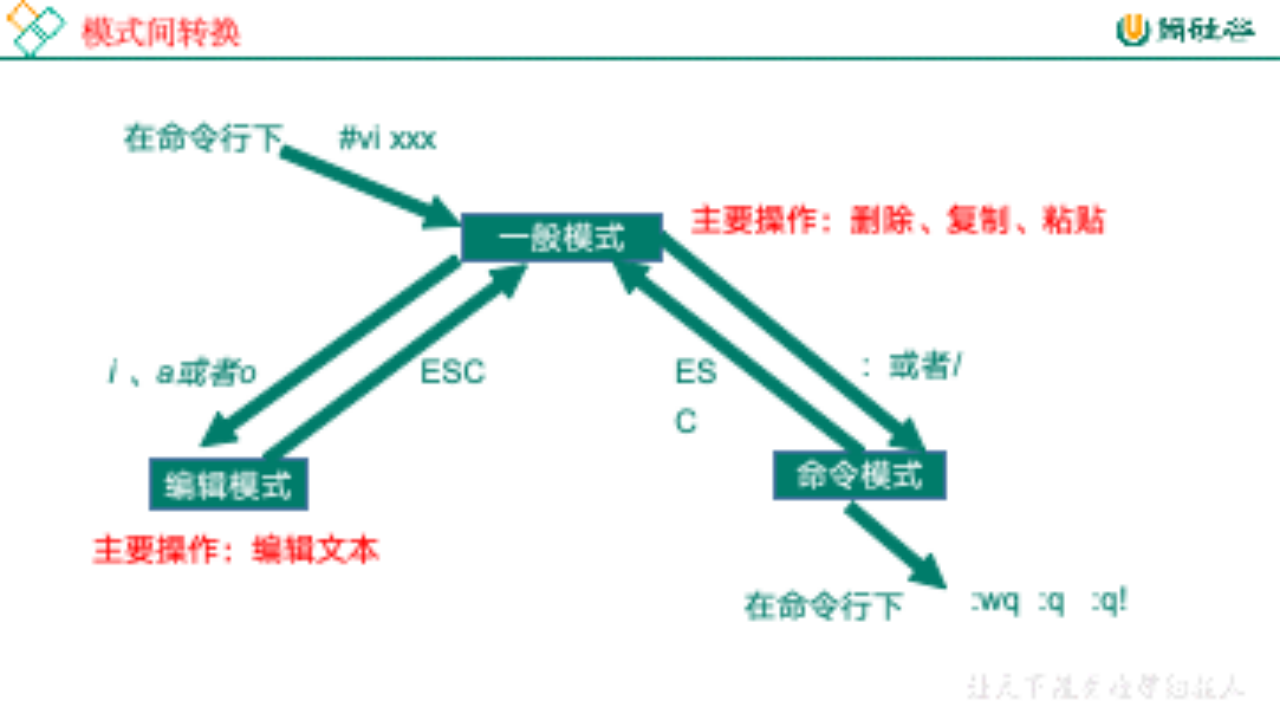 模式间转换
尚硅谷
在命令行下 #vi xxx
一般模式
主要操作：删除、复制、粘贴
i、a或者o
ESC
ES
C
：或者/
编辑模式
命令模式
主要操作：编辑文本
在命令行下 :wq :q :q!
让天下没有难学的技术